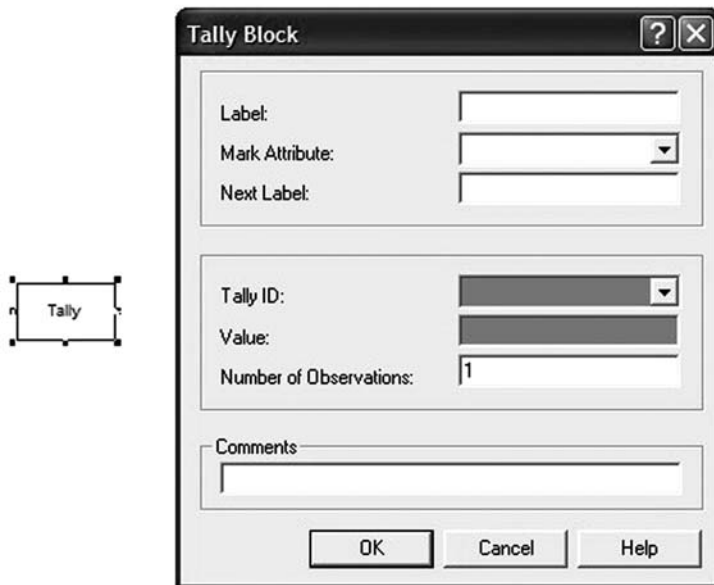 Tally
Tally Block
Label:
Mark Attribute:
Next Label:
Tally ID:
Value:
Number of Observations:
1
Comments
OK
Cancel
Help